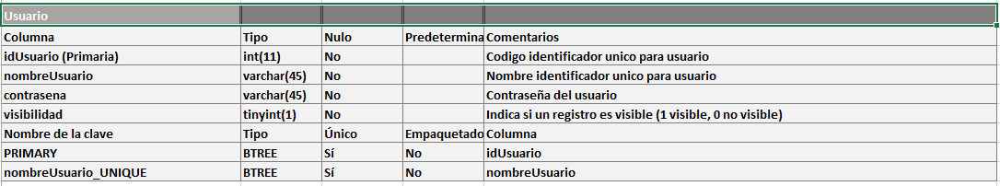 Usuario
Columna Tipo Nulo Predetermina Comentarios
idUsuario (Primaria) int(11) No Codigo identificador unico para usuario
nombreUsuario varchar(45) No Nombre identificador unico para usuario
contrasena varchar(45) No Contraseña del usuario
visibilidad tinyint(1) No Indica si un registro es visible (1 visible, 0 no visible)
Nombre de la clave Tipo Único Empaquetado Columna
PRIMARY BTREE Sí No idUsuario
nombreUsuario_UNIQUE BTREE Sí No nombreUsuario